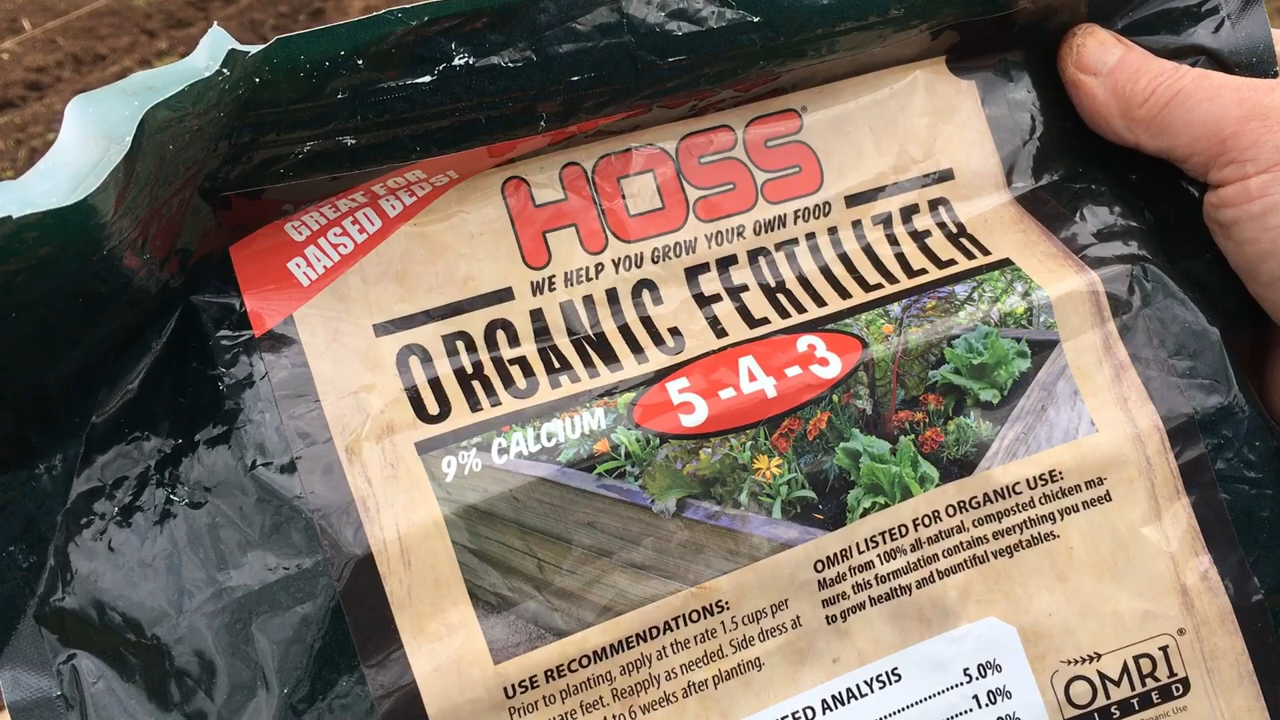 GREAT FOR
RAISED BEDS!
HOSS®
WE HELP YOU GROW YOUR OWN FOOD
ORGANIC FERTILIZER
5-4-3
9% CALCIUM
OMRI LISTED FOR ORGANIC USE:
Made from 100% all-natural, composted chicken ma-
nure, this formulation contains everything you need
to grow healthy and bountiful vegetables.
USE RECOMMENDATIONS:
Prior to planting, apply at the rate 1.5 cups per
feet. Reapply as needed. Side dress at
to 6 weeks after planting.
ANALYSIS
5.0%
1.0%
OMRI®
LISTED
Organic Use